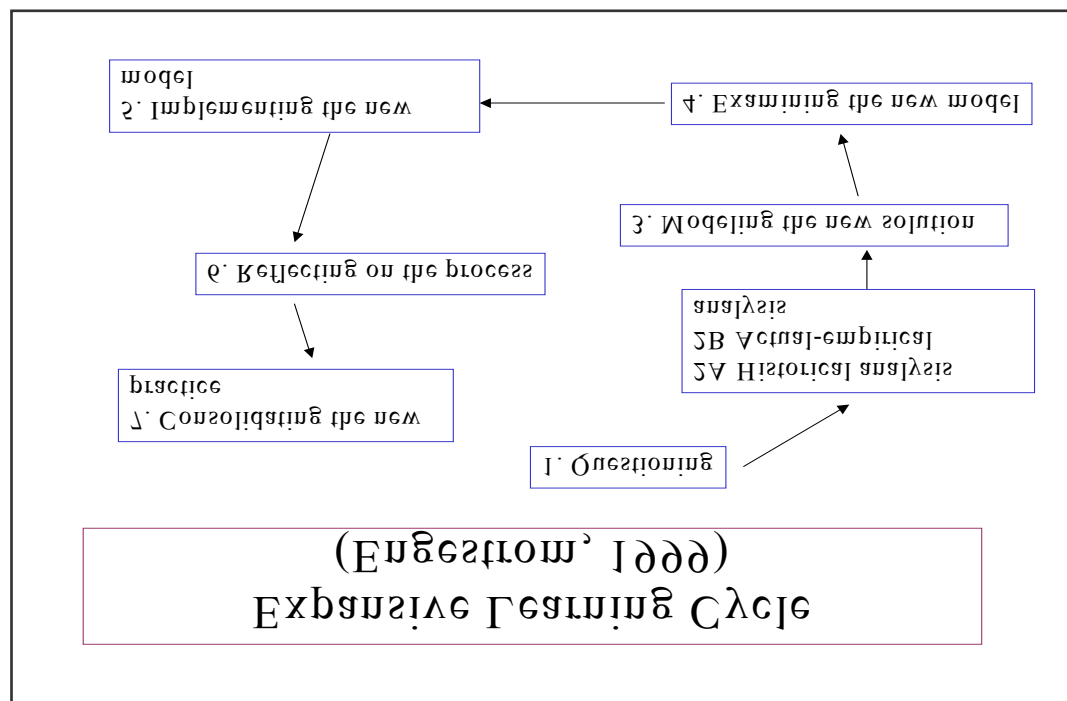 Expansive Learning Cycle
(Engestrom, 1999)
1. Questioning
2A Historical analysis
2B Actual-empirical
analysis
3. Modeling the new solution
4. Examining the new model
5. Implementing the new
model
6. Reflecting on the process
7. Consolidating the new
practice